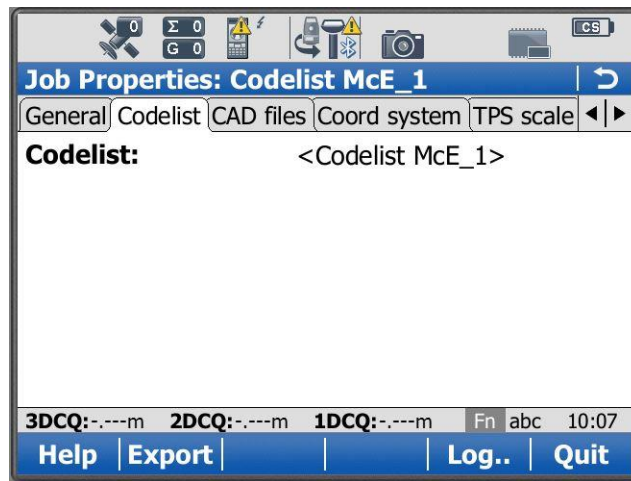 0
Σ 0
G 0
CS
Job Properties: Codelist McE_1
General Codelist CAD files Coord system TPS scale
Codelist: <Codelist McE_1>
3DCQ:-.---m 2DCQ:-.---m 1DCQ:-.---m Fn abc 10:07
Help Export Log.. Quit